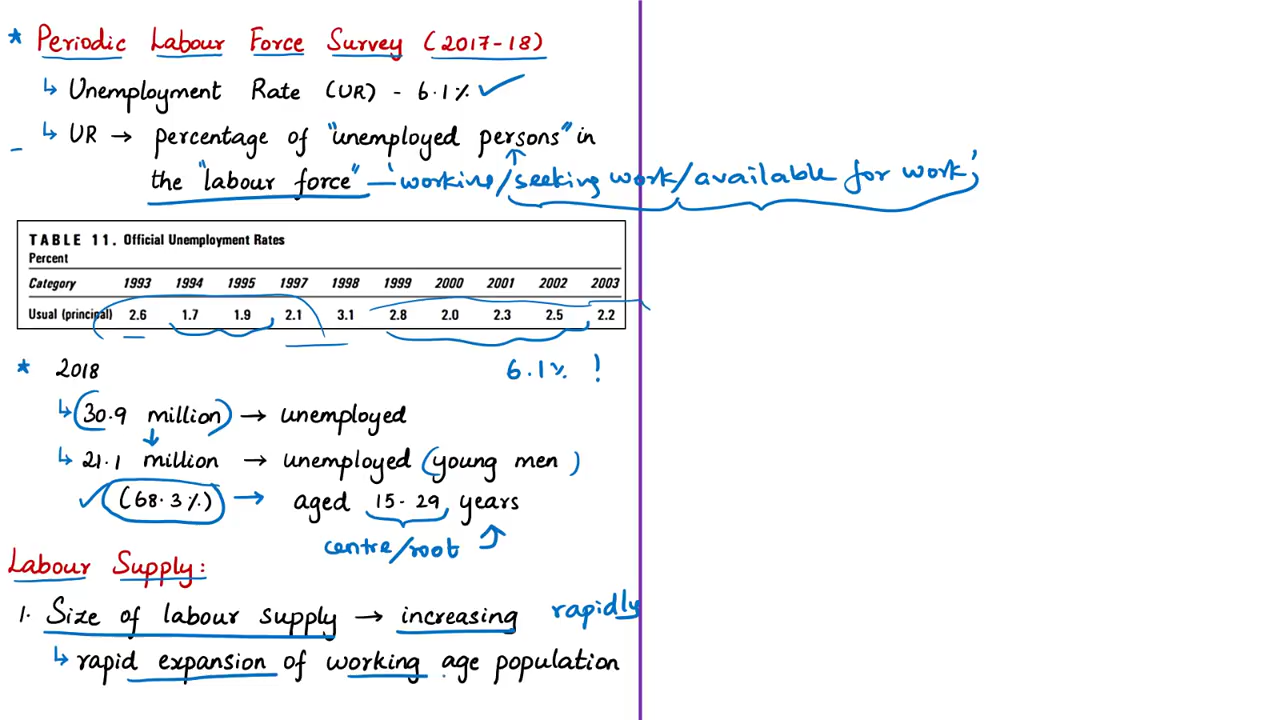 * Periodic Labour Force Survey (2017-18)
↳ Unemployment Rate (UR) - 6.1% ✓
↳ UR → percentage of "unemployed persons" in
the "labour force" - 'working/seeking work/available for work;'
TABLE 11. Official Unemployment Rates
Percent
Category 1993 1994 1995 1997 1998 1999 2000 2001 2002 2003
Usual (principal) 2.6 1.7 1.9 2.1 3.1 2.8 2.0 2.3 2.5 2.2
* 2018 6.1% !
↳ (30.9 million) → unemployed
↳ 21.1 million → unemployed (young men)
✓ (68.3%) → aged 15-29 years
centre/root
Labour Supply:
1. Size of labour supply → increasing rapidly
↳ rapid expansion of working age population